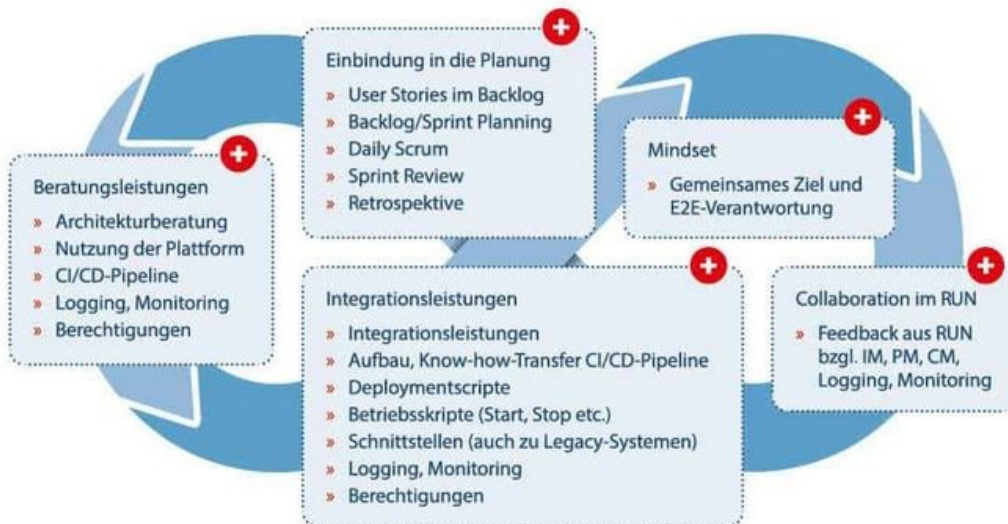 Einbindung in die Planung
» User Stories im Backlog
» Backlog/Sprint Planning
» Daily Scrum
» Sprint Review
» Retrospektive
Mindset
» Gemeinsames Ziel und
E2E-Verantwortung
Beratungsleistungen
» Architekturberatung
» Nutzung der Plattform
» CI/CD-Pipeline
» Logging, Monitoring
» Berechtigungen
Integrationsleistungen
» Integrationsleistungen
» Aufbau, Know-how-Transfer CI/CD-Pipeline
» Deploymentscripte
» Betriebsskripte (Start, Stop etc.)
» Schnittstellen (auch zu Legacy-Systemen)
» Logging, Monitoring
» Berechtigungen
Collaboration im RUN
» Feedback aus RUN
bzgl. IM, PM, CM,
Logging, Monitoring